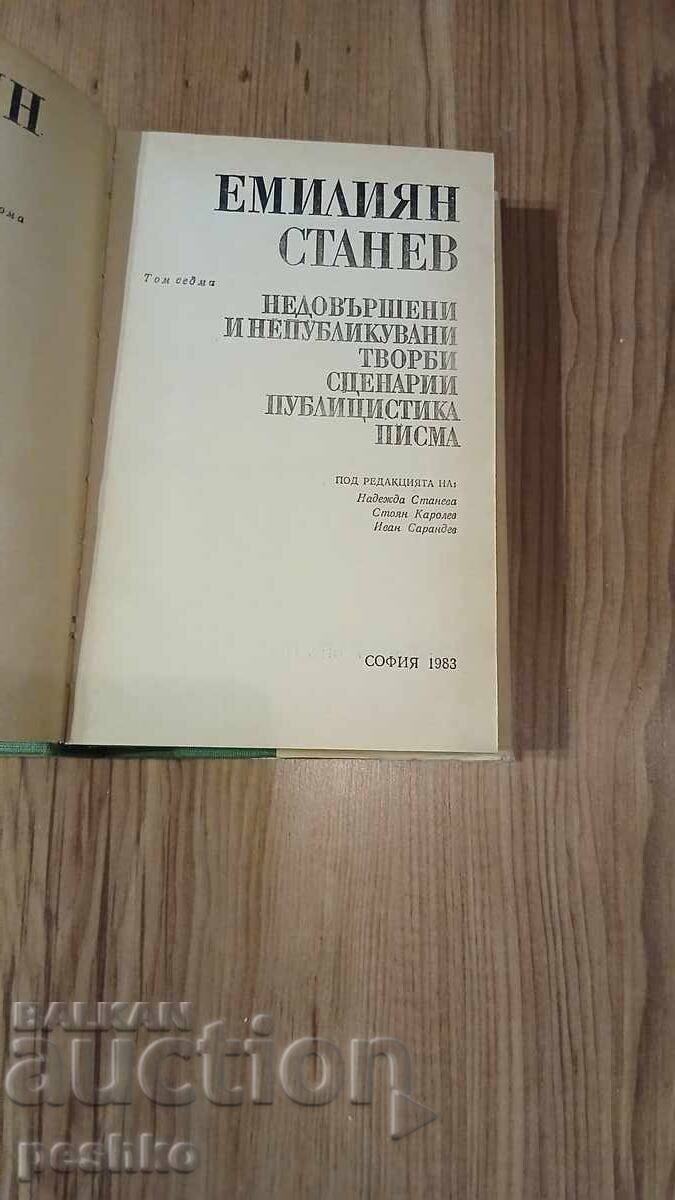 ЕМИЛИЯН
СТАНЕВ
Том седма
НЕДОВЪРШЕНИ
И НЕПУБЛИКУВАНИ
ТВОРБИ
СЦЕНАРИИ
ПУБЛИЦИСТИКА
ПИСМА
ПОД РЕДАКЦИЯТА НА:
Надежда Станева
Стоян Каролев
Иван Сарандев
СОФИЯ 1983
BALKAN
auction
peshko